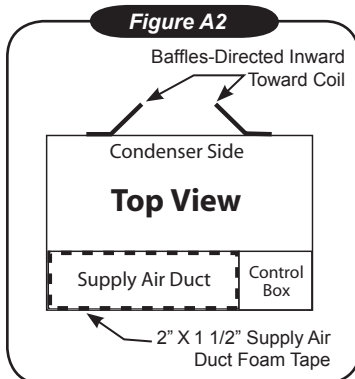 Figure A2
Baffles-Directed Inward
Toward Coil
Condenser Side
Top View
Supply Air Duct
Control
Box
2” X 1 1/2” Supply Air
Duct Foam Tape